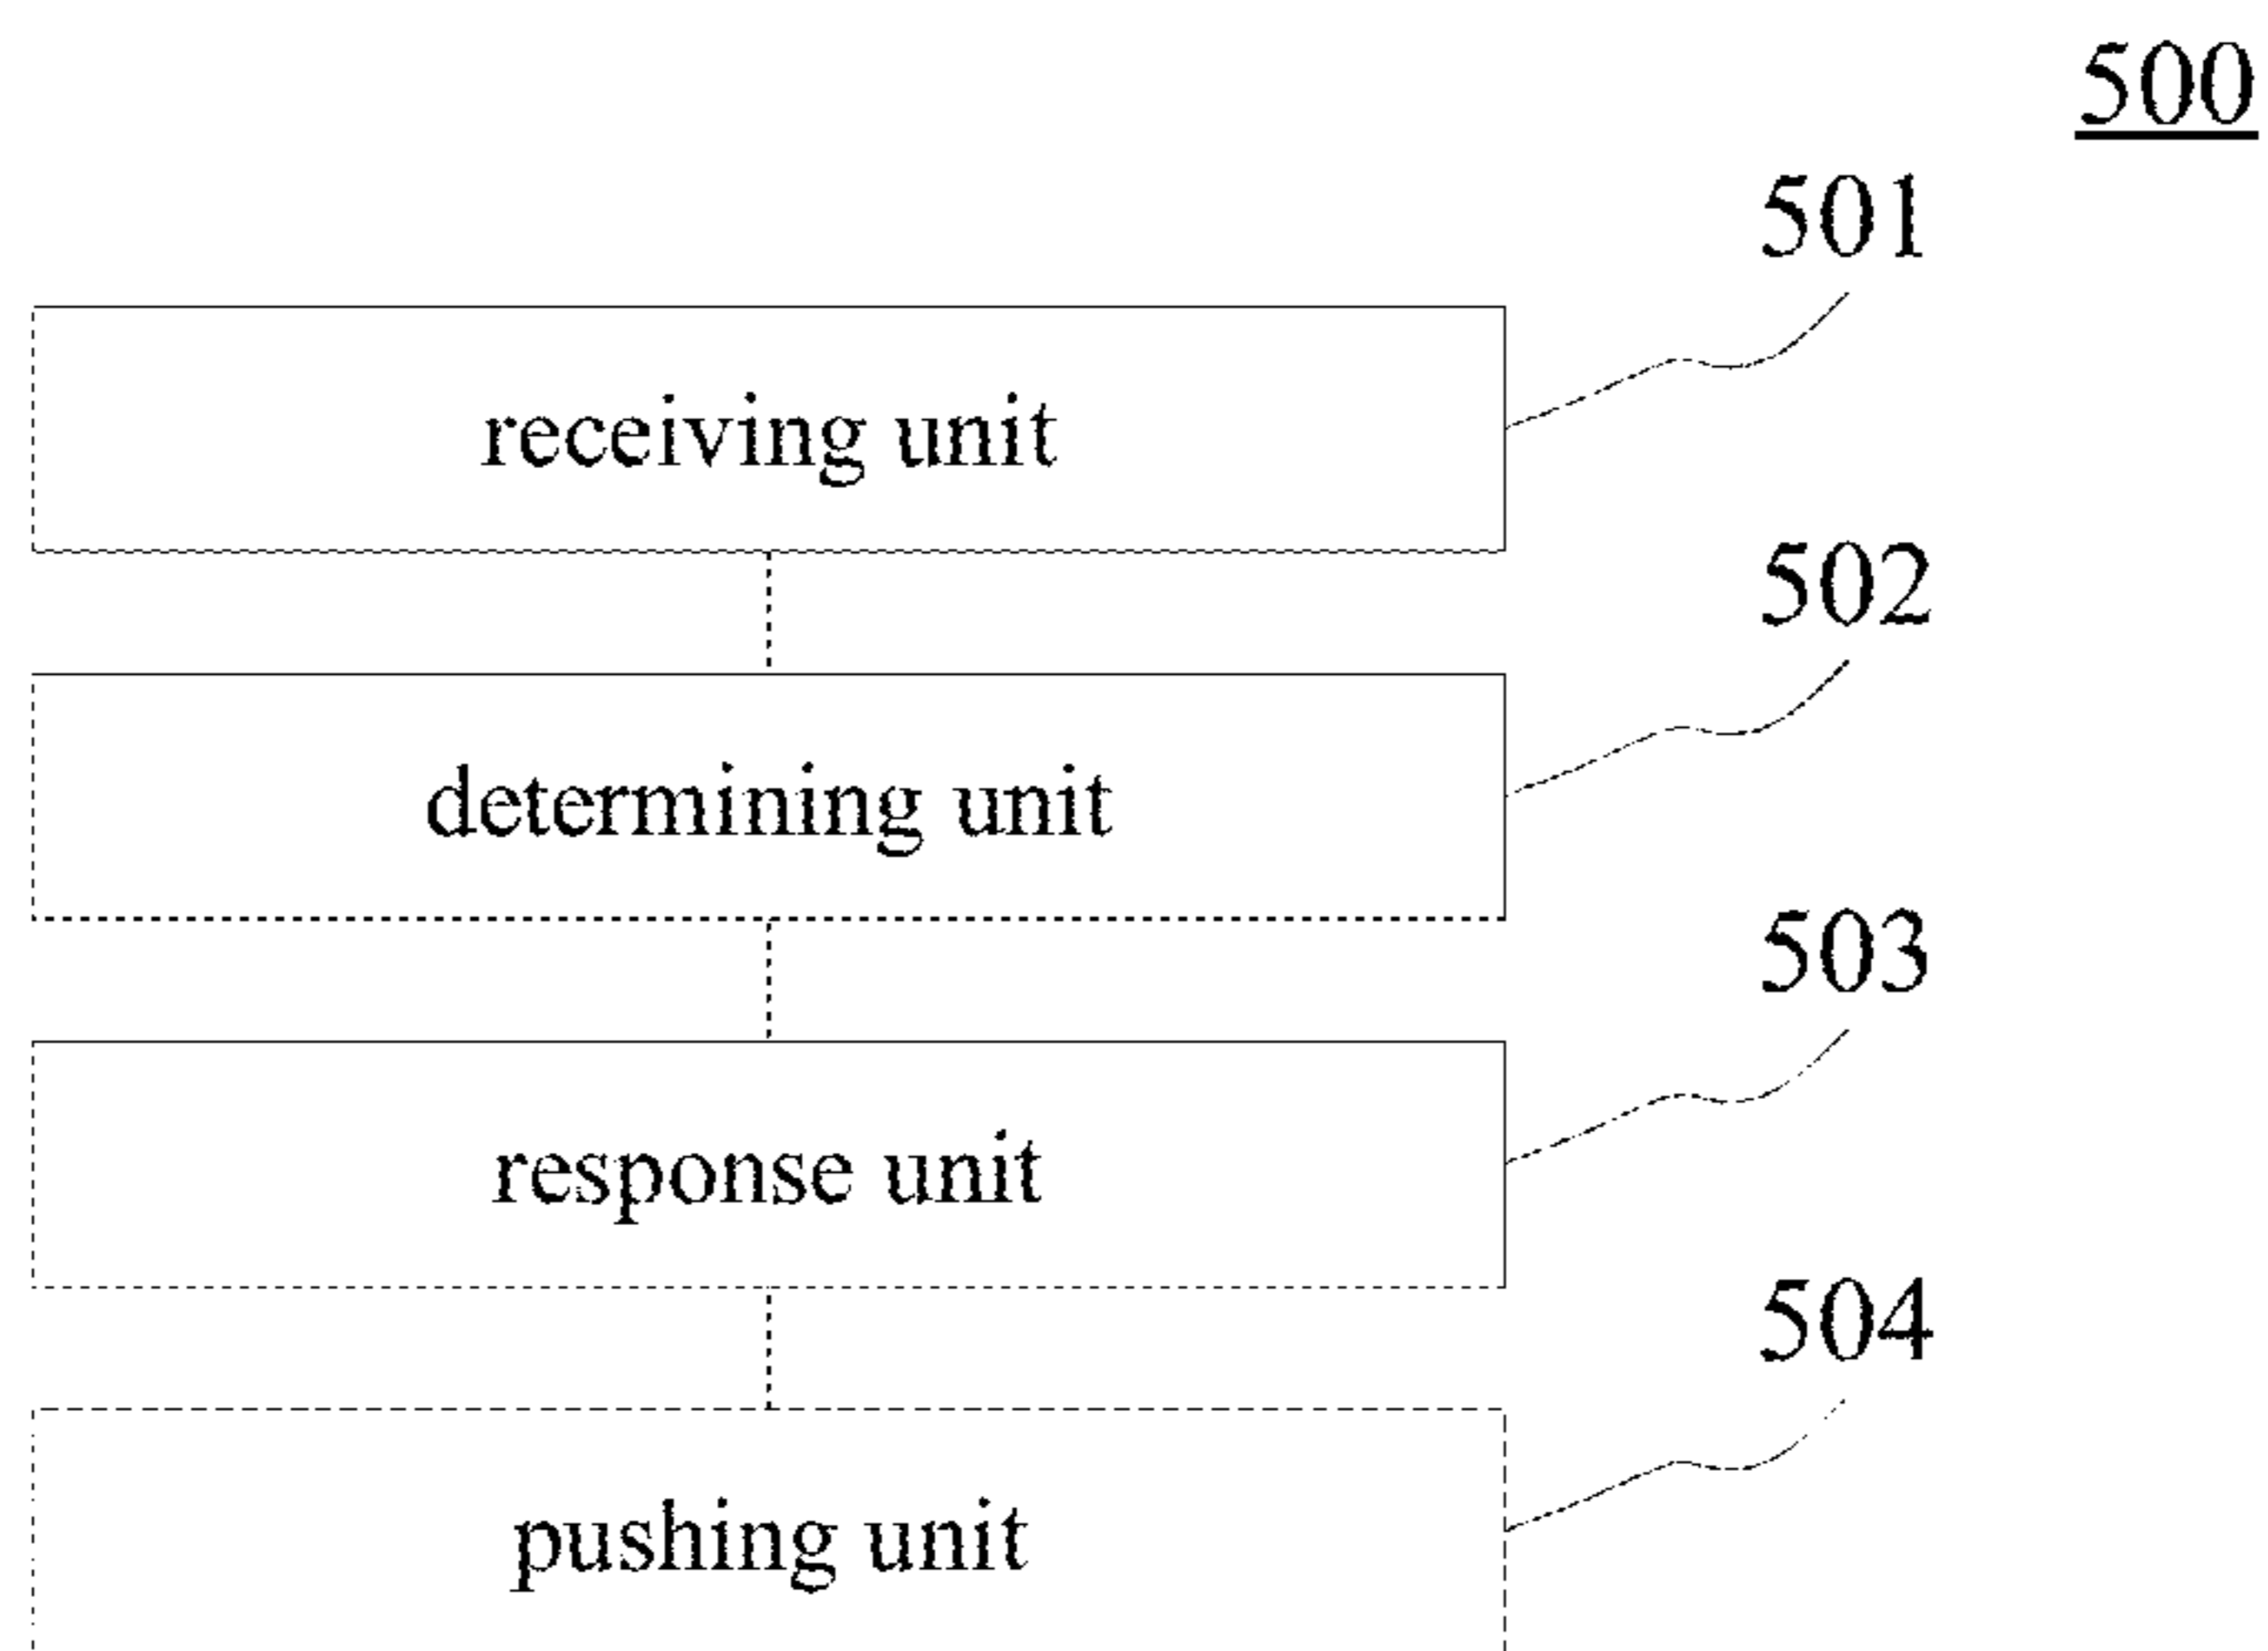 500
501
receiving unit
502
determining unit
503
response unit
504
pushing unit